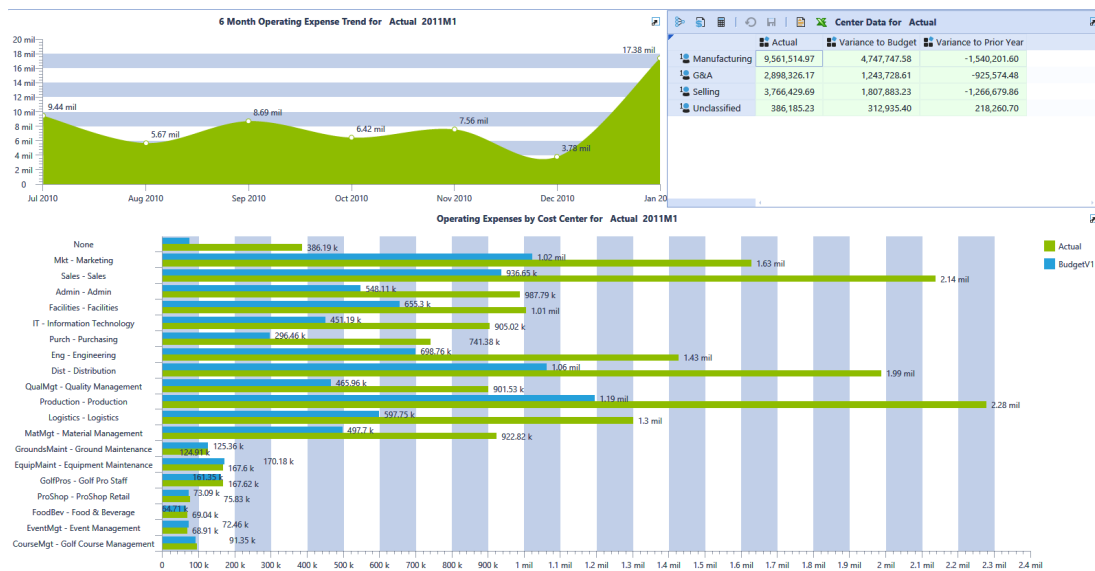 6 Month Operating Expense Trend for Actual 2011M1
20 mil
18 mil
16 mil
14 mil
12 mil
10 mil
8 mil
6 mil
4 mil
2 mil
0
9.44 mil
5.67 mil
8.69 mil
6.42 mil
7.56 mil
3.78 mil
17.38 mil
Jul 2010 Aug 2010 Sep 2010 Oct 2010 Nov 2010 Dec 2010 Jan 20
Center Data for Actual
Actual Variance to Budget Variance to Prior Year
Manufacturing 9,561,514.97 4,747,747.58 -1,540,201.60
G&A 2,898,326.17 1,243,728.61 -925,574.48
Selling 3,766,429.69 1,807,883.23 -1,266,679.86
Unclassified 386,185.23 312,935.40 218,260.70
Operating Expenses by Cost Center for Actual 2011M1
Actual
BudgetV1
None 386.19 k
Mkt - Marketing 1.02 mil 1.63 mil
Sales - Sales 936.65 k 2.14 mil
Admin - Admin 548.11 k 987.79 k
Facilities - Facilities 655.3 k 1.01 mil
IT - Information Technology 451.19 k 905.02 k
Purch - Purchasing 296.46 k 741.38 k
Eng - Engineering 698.76 k 1.43 mil
Dist - Distribution 1.06 mil 1.99 mil
QualMgt - Quality Management 465.96 k 901.53 k
Production - Production 1.19 mil 2.28 mil
Logistics - Logistics 597.75 k 1.3 mil
MatMgt - Material Management 497.7 k 922.82 k
GroundsMaint - Ground Maintenance 125.36 k 124.91 k
EquipMaint - Equipment Maintenance 170.18 k 167.6 k
GolfPros - Golf Pro Staff 161.35 k 167.62 k
ProShop - ProShop Retail 73.09 k 75.83 k
FoodBev - Food & Beverage 64.71 k 69.04 k
EventMgt - Event Management 72.46 k 68.91 k
CourseMgt - Golf Course Management 91.35 k
0 100 k 200 k 300 k 400 k 500 k 600 k 700 k 800 k 900 k 1 mil 1.1 mil 1.2 mil 1.3 mil 1.4 mil 1.5 mil 1.6 mil 1.7 mil 1.8 mil 1.9 mil 2 mil 2.1 mil 2.2 mil 2.3 mil 2.4 mil